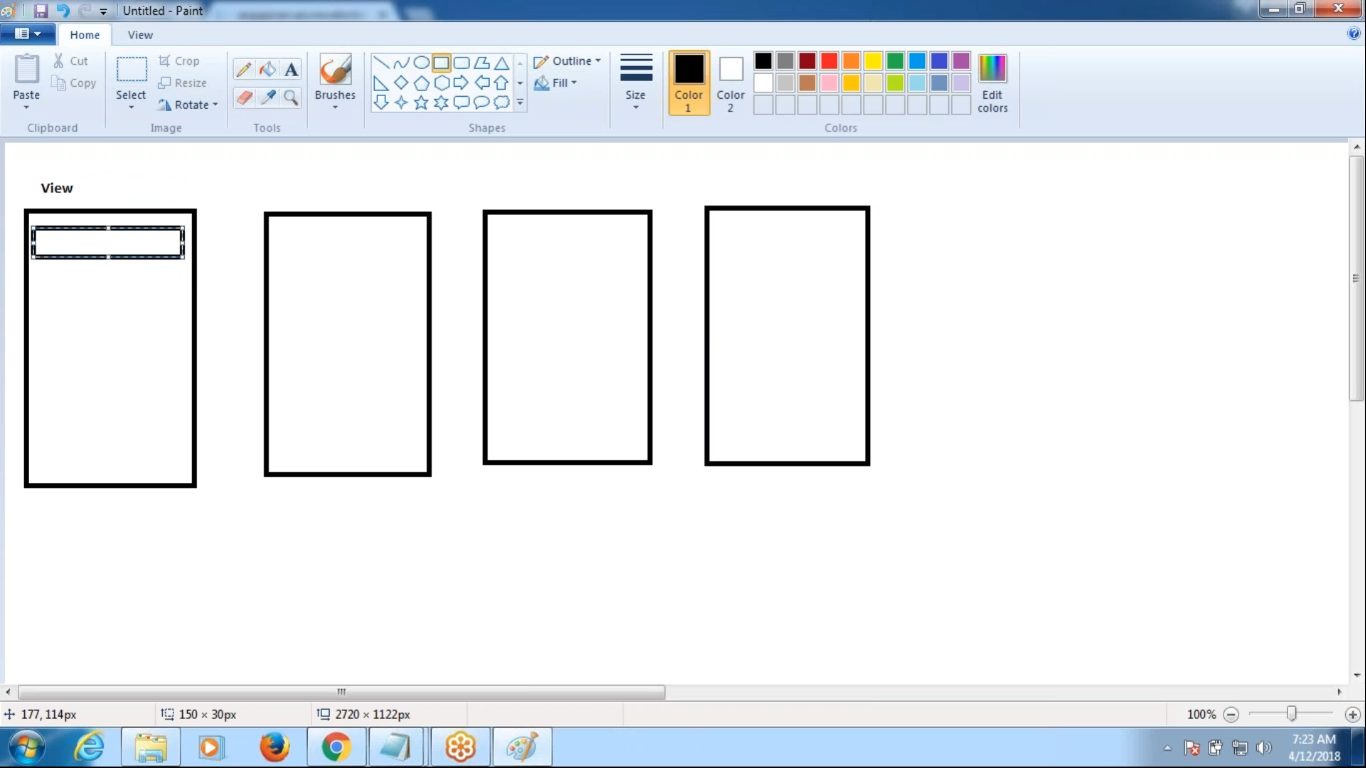 Untitled - Paint
Home View
Paste
Cut
Copy
Clipboard
Select
Crop
Resize
Rotate
Image
A
Tools
Brushes
Outline
Fill
Shapes
Size
Color
1
Color
2
Edit
colors
Colors
View
177, 114px 150 × 30px 2720 × 1122px 100%
7:23 AM
4/12/2018